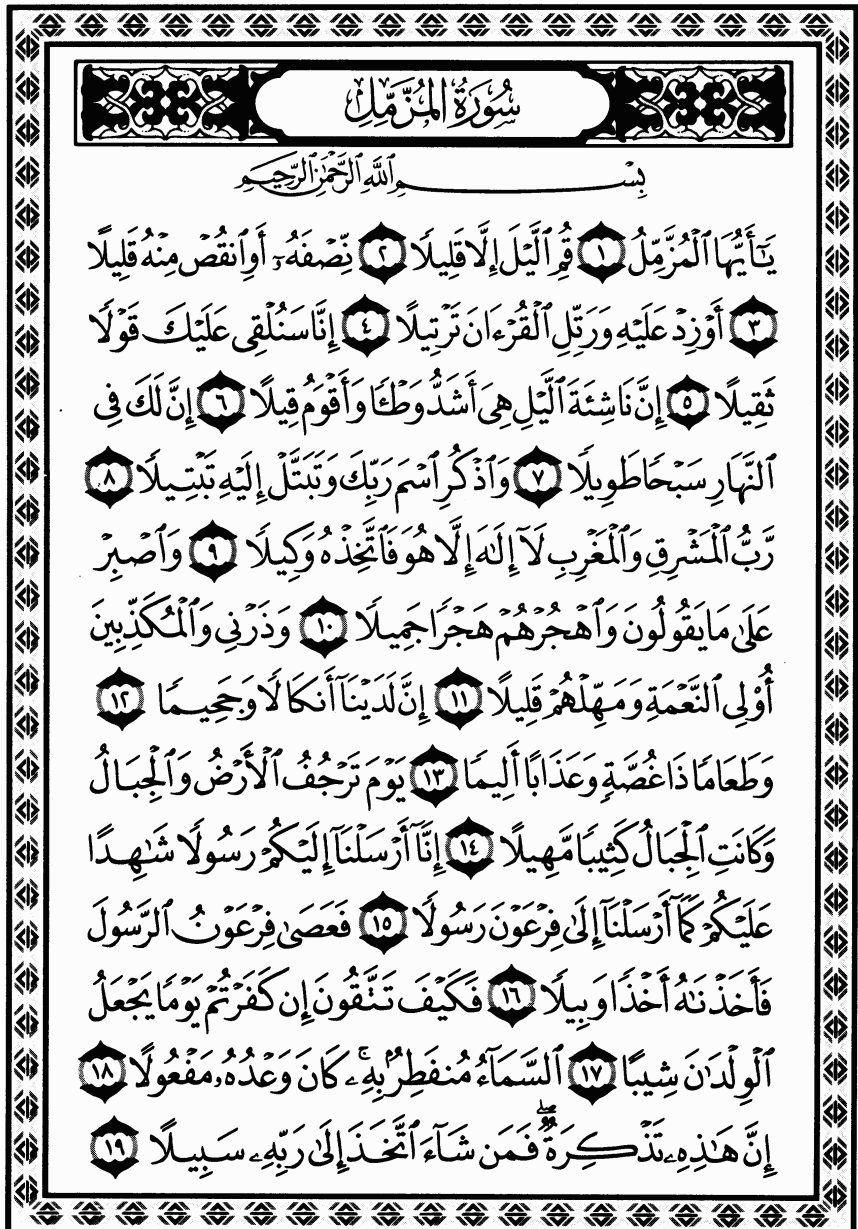 سُورَةُ المُزَّمِّلِ
بِسْمِ ٱللَّهِ ٱلرَّحْمَٰنِ ٱلرَّحِيمِ
يَٰٓأَيُّهَا ٱلْمُزَّمِّلُ ١ قُمِ ٱلَّيْلَ إِلَّا قَلِيلًا ٢ نِّصْفَهُۥٓ أَوِ ٱنقُصْ مِنْهُ قَلِيلًا
٣ أَوْ زِدْ عَلَيْهِ وَرَتِّلِ ٱلْقُرْءَانَ تَرْتِيلًا ٤ إِنَّا سَنُلْقِى عَلَيْكَ قَوْلًا
ثَقِيلًا ٥ إِنَّ نَاشِئَةَ ٱلَّيْلِ هِىَ أَشَدُّ وَطْـًٔا وَأَقْوَمُ قِيلًا ٦ إِنَّ لَكَ فِى
ٱلنَّهَارِ سَبْحًا طَوِيلًا ٧ وَٱذْكُرِ ٱسْمَ رَبِّكَ وَتَبَتَّلْ إِلَيْهِ تَبْتِيلًا ٨
رَّبُّ ٱلْمَشْرِقِ وَٱلْمَغْرِبِ لَآ إِلَٰهَ إِلَّا هُوَ فَٱتَّخِذْهُ وَكِيلًا ٩ وَٱصْبِرْ
عَلَىٰ مَا يَقُولُونَ وَٱهْجُرْهُمْ هَجْرًا جَمِيلًا ١٠ وَذَرْنِى وَٱلْمُكَذِّبِينَ
أُو۟لِى ٱلنَّعْمَةِ وَمَهِّلْهُمْ قَلِيلًا ١١ إِنَّ لَدَيْنَآ أَنكَالًا وَجَحِيمًا ١٢
وَطَعَامًا ذَا غُصَّةٍ وَعَذَابًا أَلِيمًا ١٣ يَوْمَ تَرْجُفُ ٱلْأَرْضُ وَٱلْجِبَالُ
وَكَانَتِ ٱلْجِبَالُ كَثِيبًا مَّهِيلًا ١٤ إِنَّآ أَرْسَلْنَآ إِلَيْكُمْ رَسُولًا شَٰهِدًا
عَلَيْكُمْ كَمَآ أَرْسَلْنَآ إِلَىٰ فِرْعَوْنَ رَسُولًا ١٥ فَعَصَىٰ فِرْعَوْنُ ٱلرَّسُولَ
فَأَخَذْنَٰهُ أَخْذًا وَبِيلًا ١٦ فَكَيْفَ تَتَّقُونَ إِن كَفَرْتُمْ يَوْمًا يَجْعَلُ
ٱلْوِلْدَٰنَ شِيبًا ١٧ ٱلسَّمَآءُ مُنفَطِرٌۢ بِهِۦ ۚ كَانَ وَعْدُهُۥ مَفْعُولًا ١٨
إِنَّ هَٰذِهِۦ تَذْكِرَةٌ ۖ فَمَن شَآءَ ٱتَّخَذَ إِلَىٰ رَبِّهِۦ سَبِيلًا ١٩